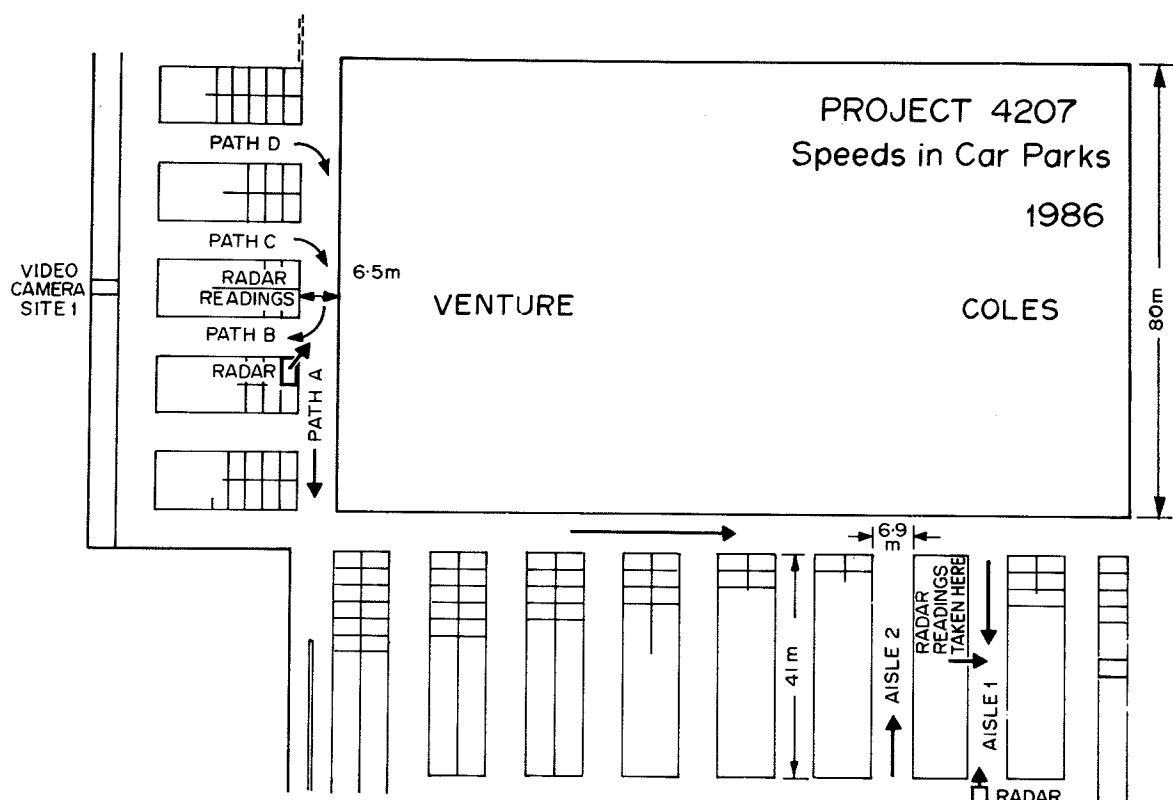 PROJECT 4207
Speeds in Car Parks
1986
PATH D
PATH C
VIDEO
CAMERA
SITE 1
RADAR
READINGS
6·5m
VENTURE
COLES
80m
PATH B
RADAR
PATH A
6·9
m
41m
AISLE 2
RADAR
READINGS
TAKEN HERE
AISLE 1
RADAR